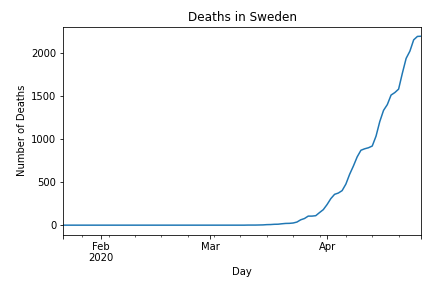 Deaths in Sweden
2000
1500
1000
500
0
Number of Deaths
Feb
2020
Mar
Apr
Day